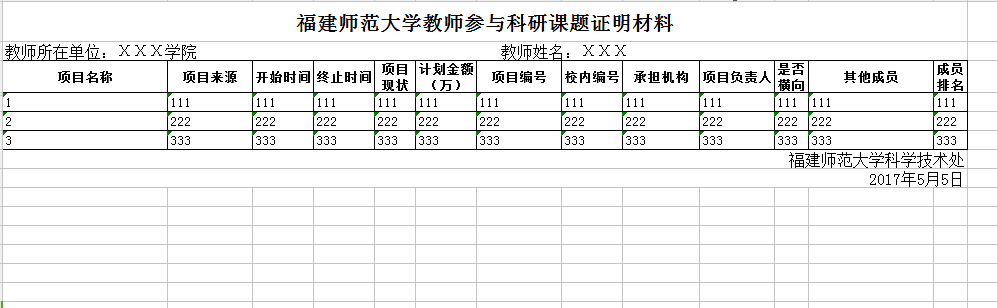 福建师范大学教师参与科研课题证明材料
教师所在单位：ＸＸＸ学院 教师姓名：ＸＸＸ
项目名称 项目来源 开始时间 终止时间 项目现状 计划金额（万） 项目编号 校内编号 承担机构 项目负责人 是否横向 其他成员 成员排名
1 111 111 111 111 111 111 111 111 111 111 111 111
2 222 222 222 222 222 222 222 222 222 222 222 222
3 333 333 333 333 333 333 333 333 333 333 333 333
福建师范大学科学技术处
2017年5月5日